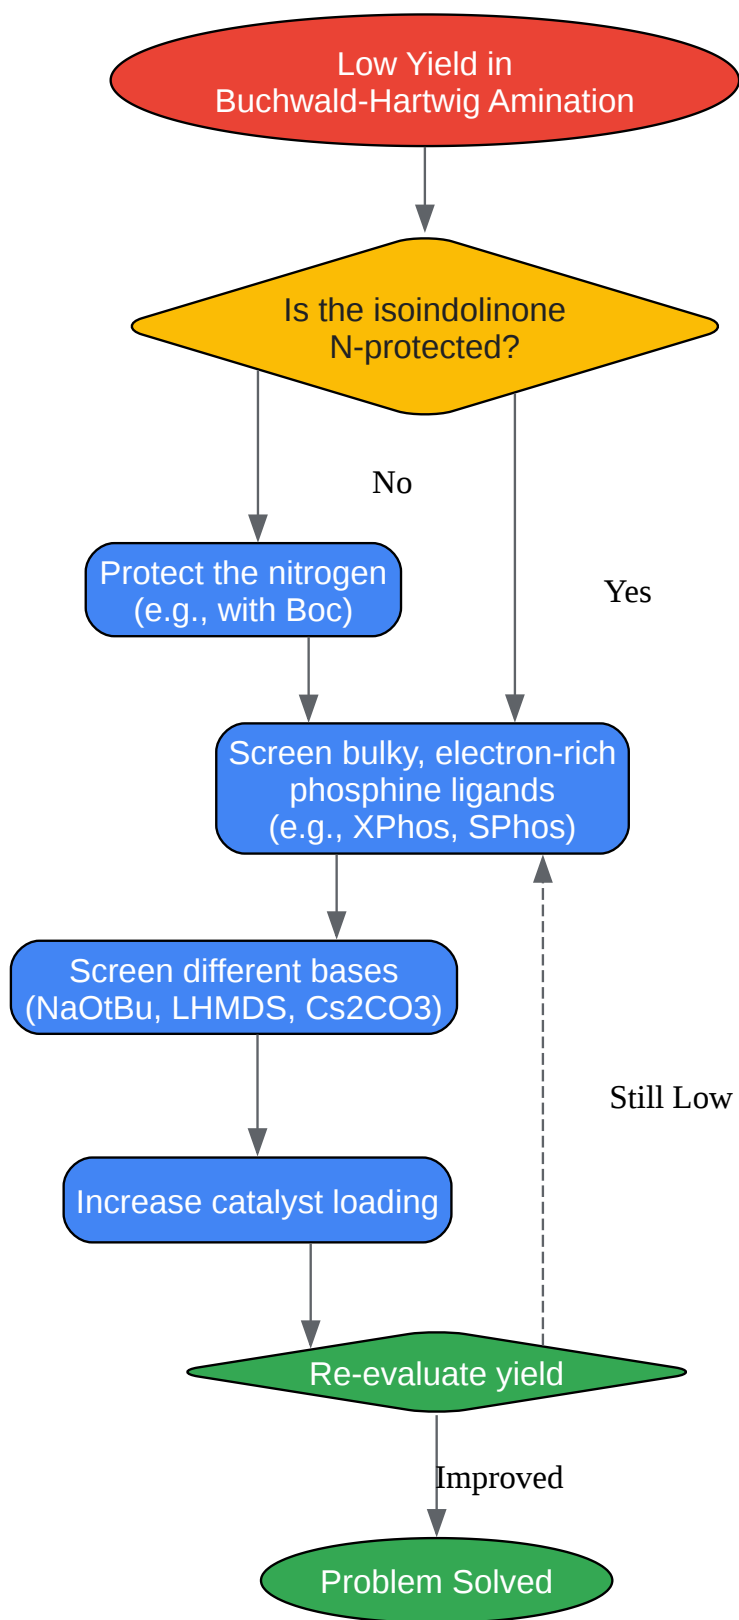 Low Yield in
Buchwald-Hartwig Amination
Is the isoindolinone
N-protected?
No
Protect the nitrogen
(e.g., with Boc)
Yes
Screen bulky, electron-rich
phosphine ligands
(e.g., XPhos, SPhos)
Screen different bases
(NaOtBu, LHMDS, Cs2CO3)
Still Low
Increase catalyst loading
Re-evaluate yield
Improved
Problem Solved